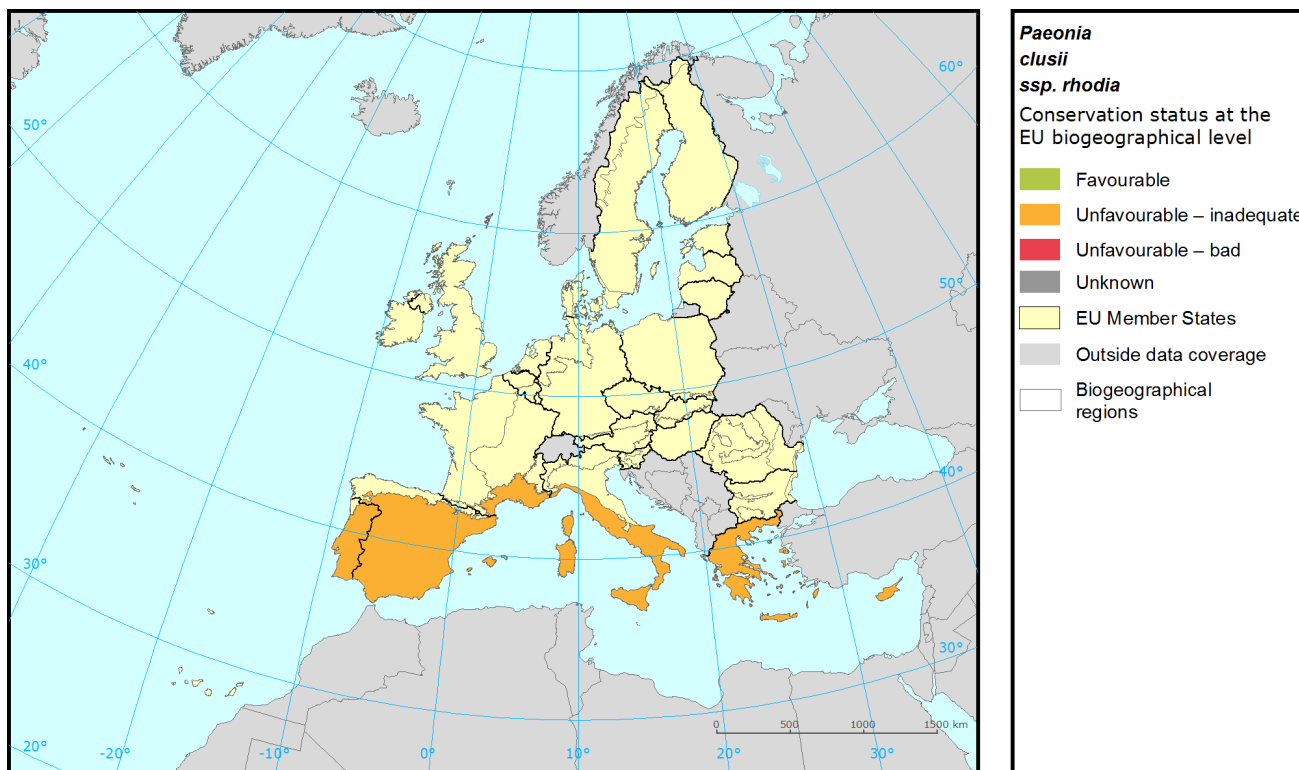 Paeonia
clusii
ssp. rhodia
Conservation status at the
EU biogeographical level
Favourable
Unfavourable – inadequate
Unfavourable – bad
Unknown
EU Member States
Outside data coverage
Biogeographical
regions
60°
50°
50°
40°
40°
30°
30°
20°
-20°
-10°
0°
10°
20°
30°
0 500 1000 1500 km